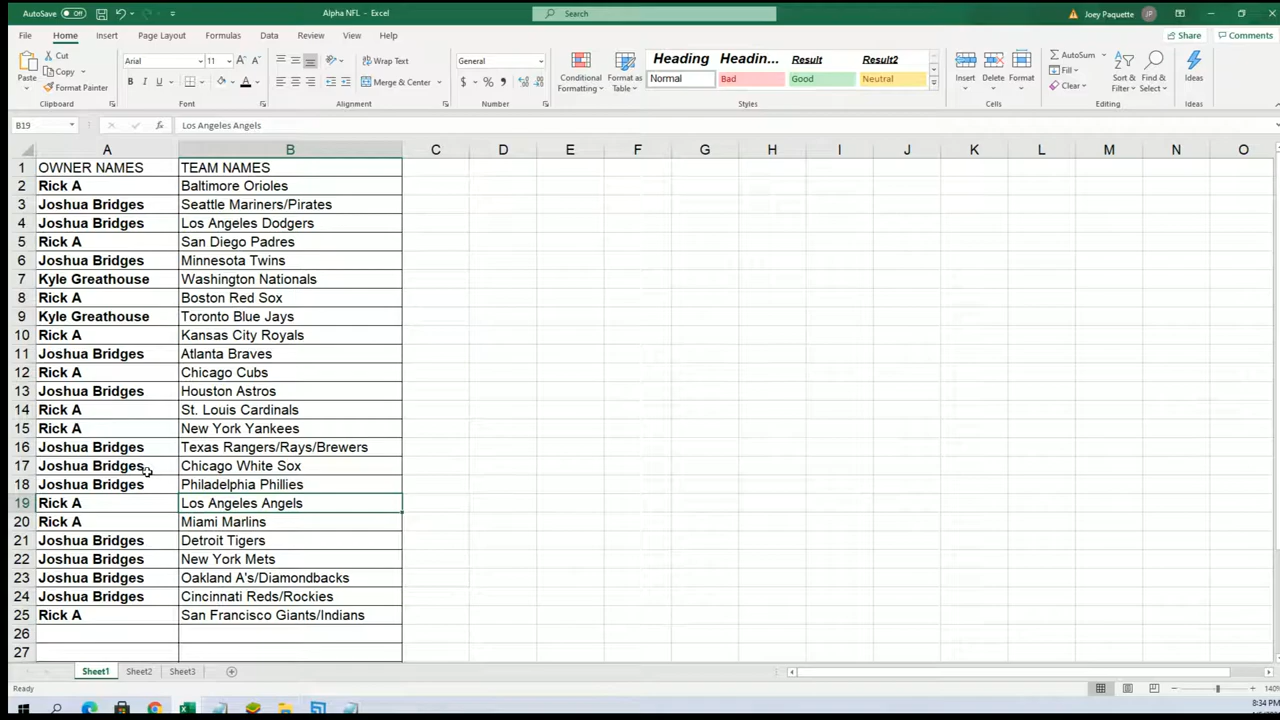 AutoSave Off Alpha NFL - Excel Search Joey Paquette JP
File Home Insert Page Layout Formulas Data Review View Help Share Comments
Paste Cut Copy Format Painter Clipboard
Arial 11 Font
Wrap Text Merge & Center Alignment
General Number
Conditional Formatting Format as Table Heading Headin... Result Result2
Normal Bad Good Neutral Styles
Insert Delete Format Cells
AutoSum Fill Clear Sort & Filter Find & Select Editing
Ideas Ideas
B19 fx Los Angeles Angels
A B C D E F G H I J K L M N O
1 OWNER NAMES TEAM NAMES
2 Rick A Baltimore Orioles
3 Joshua Bridges Seattle Mariners/Pirates
4 Joshua Bridges Los Angeles Dodgers
5 Rick A San Diego Padres
6 Joshua Bridges Minnesota Twins
7 Kyle Greathouse Washington Nationals
8 Rick A Boston Red Sox
9 Kyle Greathouse Toronto Blue Jays
10 Rick A Kansas City Royals
11 Joshua Bridges Atlanta Braves
12 Rick A Chicago Cubs
13 Joshua Bridges Houston Astros
14 Rick A St. Louis Cardinals
15 Rick A New York Yankees
16 Joshua Bridges Texas Rangers/Rays/Brewers
17 Joshua Bridges Chicago White Sox
18 Joshua Bridges Philadelphia Phillies
19 Rick A Los Angeles Angels
20 Rick A Miami Marlins
21 Joshua Bridges Detroit Tigers
22 Joshua Bridges New York Mets
23 Joshua Bridges Oakland A's/Diamondbacks
24 Joshua Bridges Cincinnati Reds/Rockies
25 Rick A San Francisco Giants/Indians
26
27
Sheet1 Sheet2 Sheet3
Ready 140%
8:34 PM